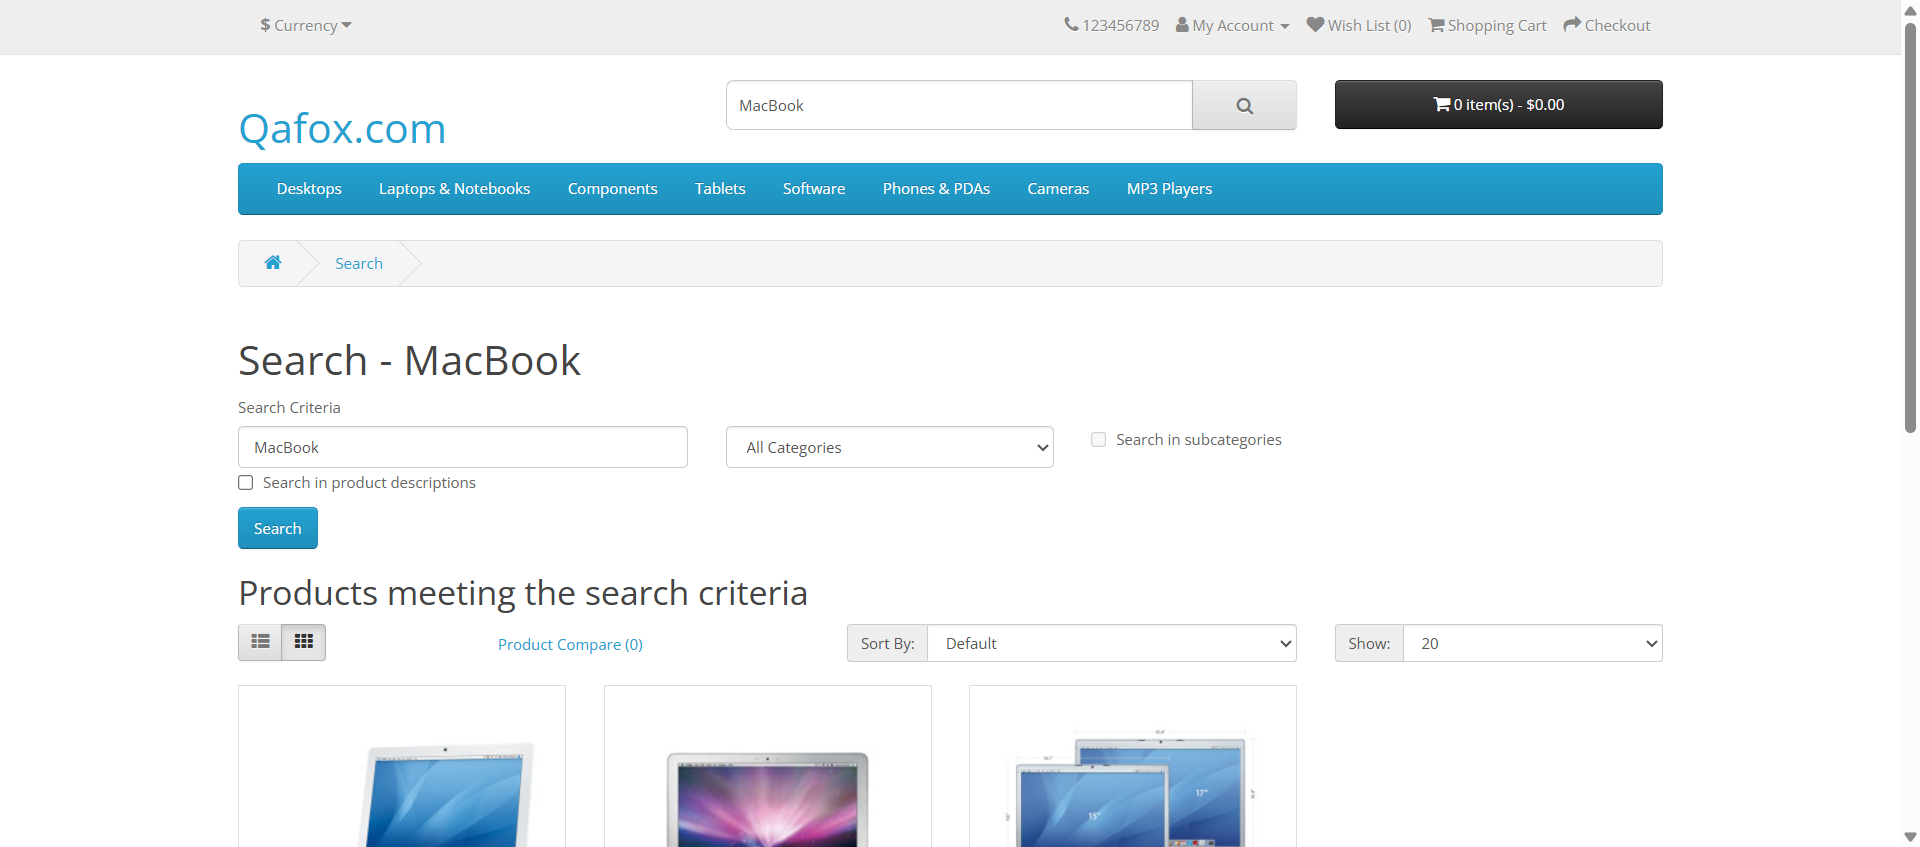 $ Currency
123456789 My Account Wish List (0) Shopping Cart Checkout
MacBook
0 item(s) - $0.00
Qafox.com
Desktops Laptops & Notebooks Components Tablets Software Phones & PDAs Cameras MP3 Players
Search
Search - MacBook
Search Criteria
MacBook
All Categories
Search in subcategories
Search in product descriptions
Search
Products meeting the search criteria
Product Compare (0)
Sort By: Default
Show: 20
17"
15"